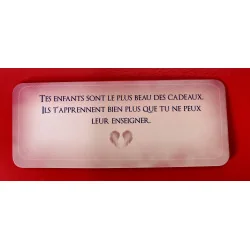 TES ENFANTS SONT LE PLUS BEAU DES CADEAUX.
ILS T'APPRENNENT BIEN PLUS QUE TU NE PEUX
LEUR ENSEIGNER.